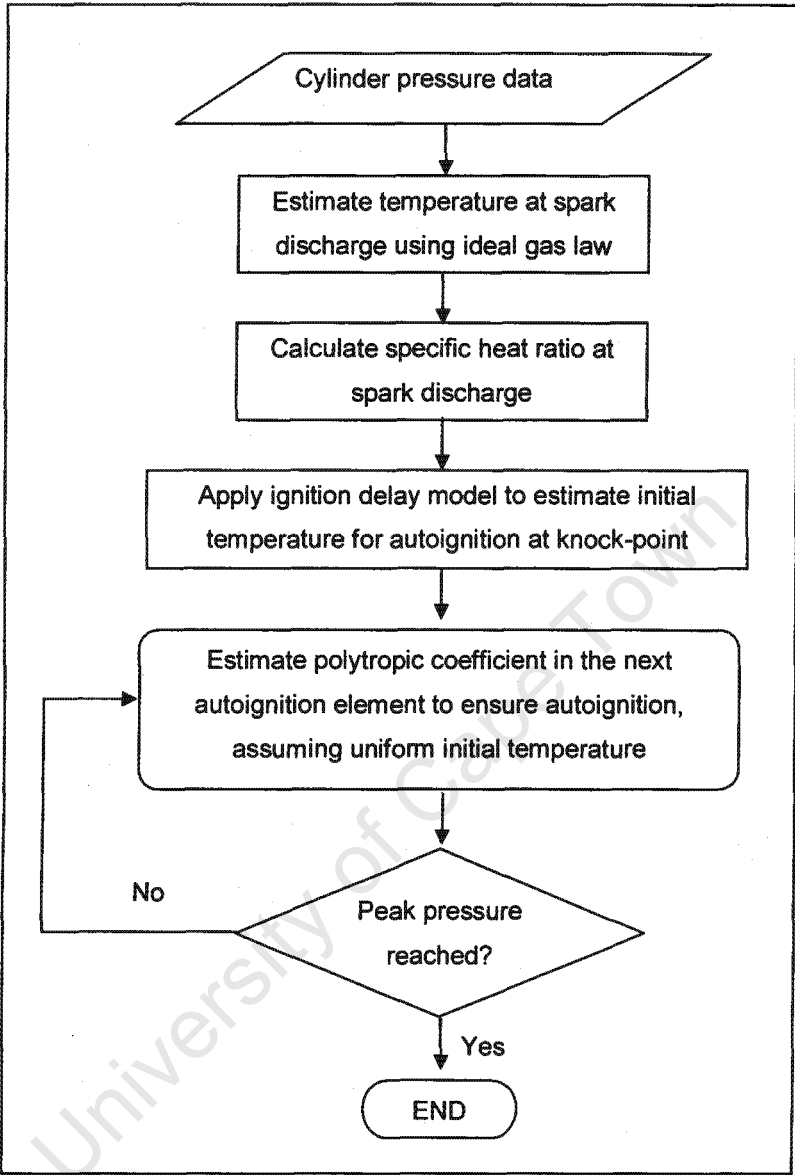 Cylinder pressure data
Estimate temperature at spark
discharge using ideal gas law
Calculate specific heat ratio at
spark discharge
Apply ignition delay model to estimate initial
temperature for autoignition at knock-point
Estimate polytropic coefficient in the next
autoignition element to ensure autoignition,
assuming uniform initial temperature
No
Peak pressure
reached?
Yes
END
University of Cape Town